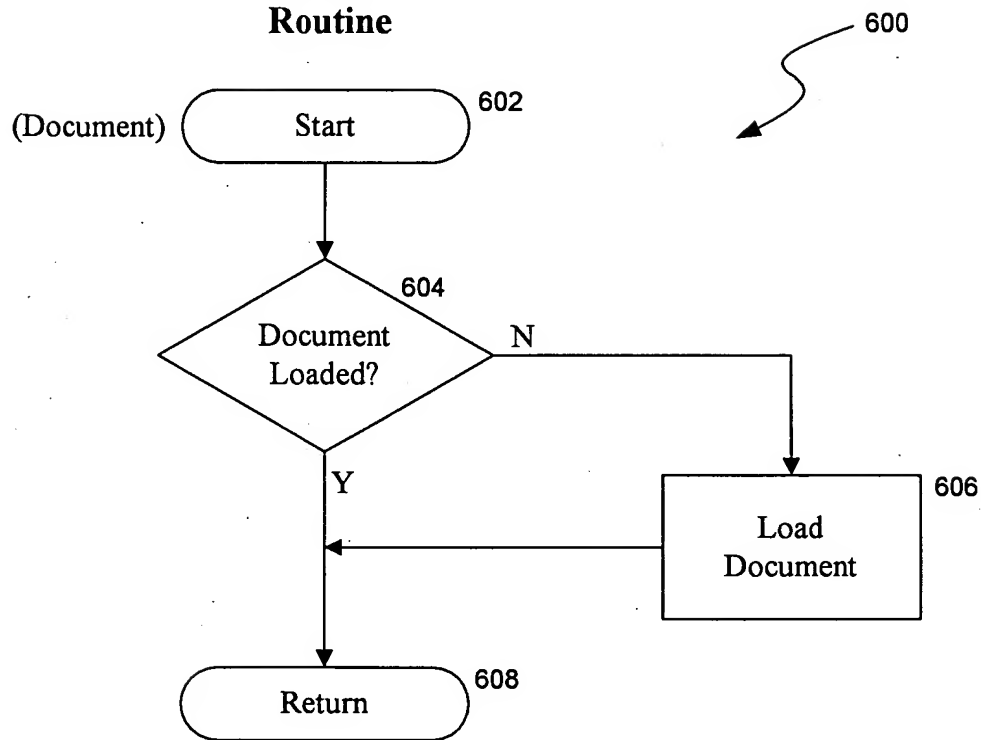 Routine
600
(Document)
Start
602
604
Document
Loaded?
N
Y
606
Load
Document
Return
608